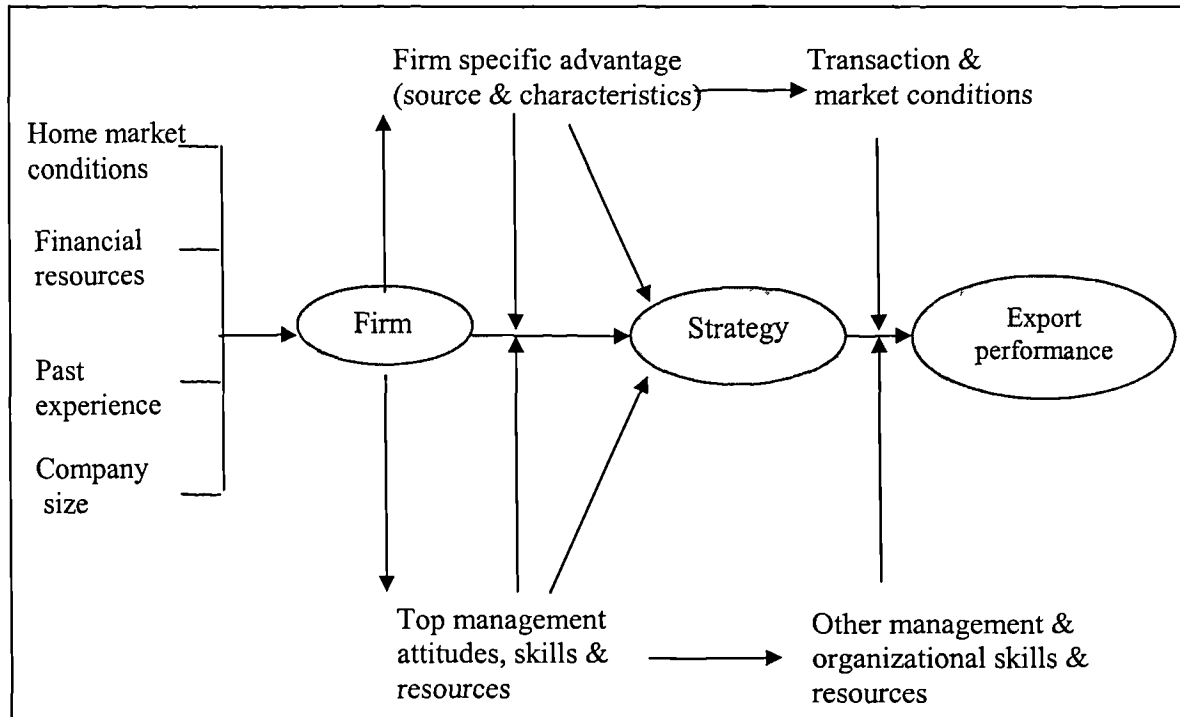 Firm specific advantage
(source & characteristics)
Transaction &
market conditions
Home market
conditions
Financial
resources
Past
experience
Company
size
Firm
Strategy
Export
performance
Top management
attitudes, skills &
resources
Other management &
organizational skills &
resources